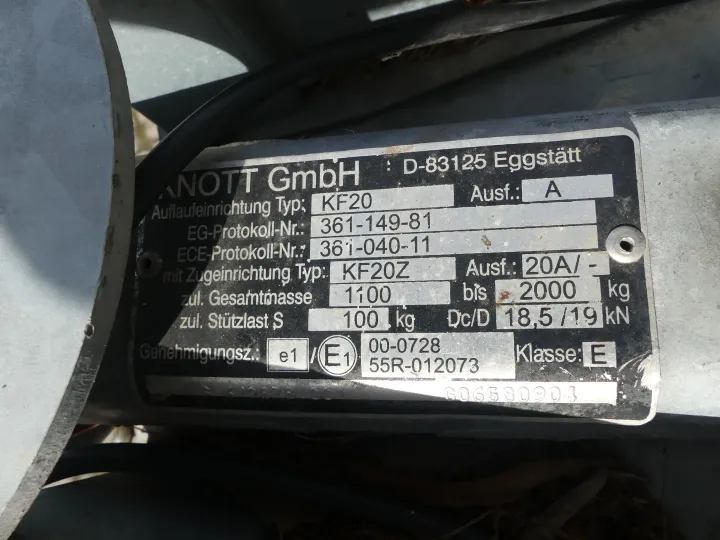 KNOTT GmbH : D-83125 Eggstätt
Auflaufeinrichtung Typ: KF20 Ausf.: A
EG-Protokoll-Nr.: 361-149-81
ECE-Protokoll-Nr.: 361-040-11
mit Zugeinrichtung Typ: KF20Z Ausf.: 20A/ -
zul. Gesamtmasse 1100 bis 2000 kg
zul. Stützlast S 100 kg Dc/D 18,5/19 kN
Genehmigungsz.: e1 / E1 00-0728 Klasse: E
55R-012073